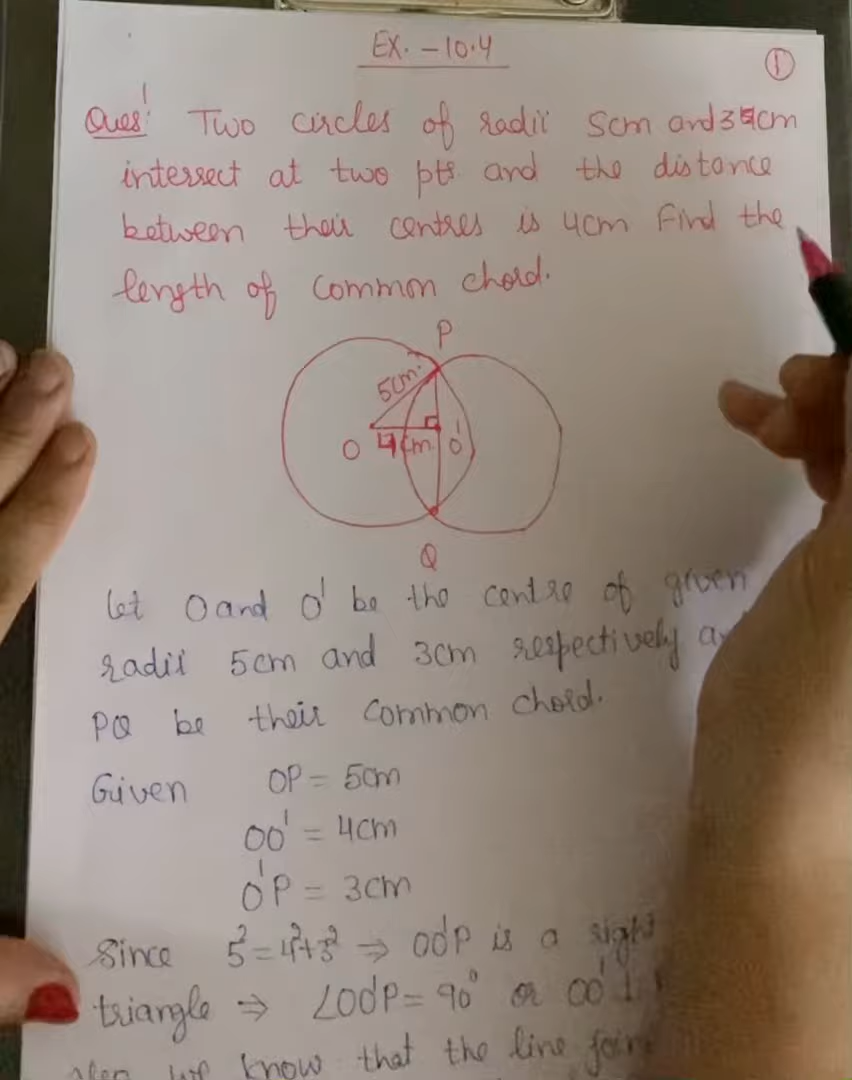 EX. - 10.4
①
Ques 1 Two circles of radii 5cm and 3cm
intersect at two pts and the distance
between their centres is 4cm Find the
length of common chord.
P
5cm
O 4cm O'
Q
let O and O' be the centre of given
radii 5cm and 3cm respectively
PQ be their common chord.
Given OP = 5cm
OO' = 4cm
O'P = 3cm
Since 5² = 4² + 3² ⇒ OO'P is a right
triangle ⇒ ∠OO'P = 90° or OO' ⊥
we know that the line